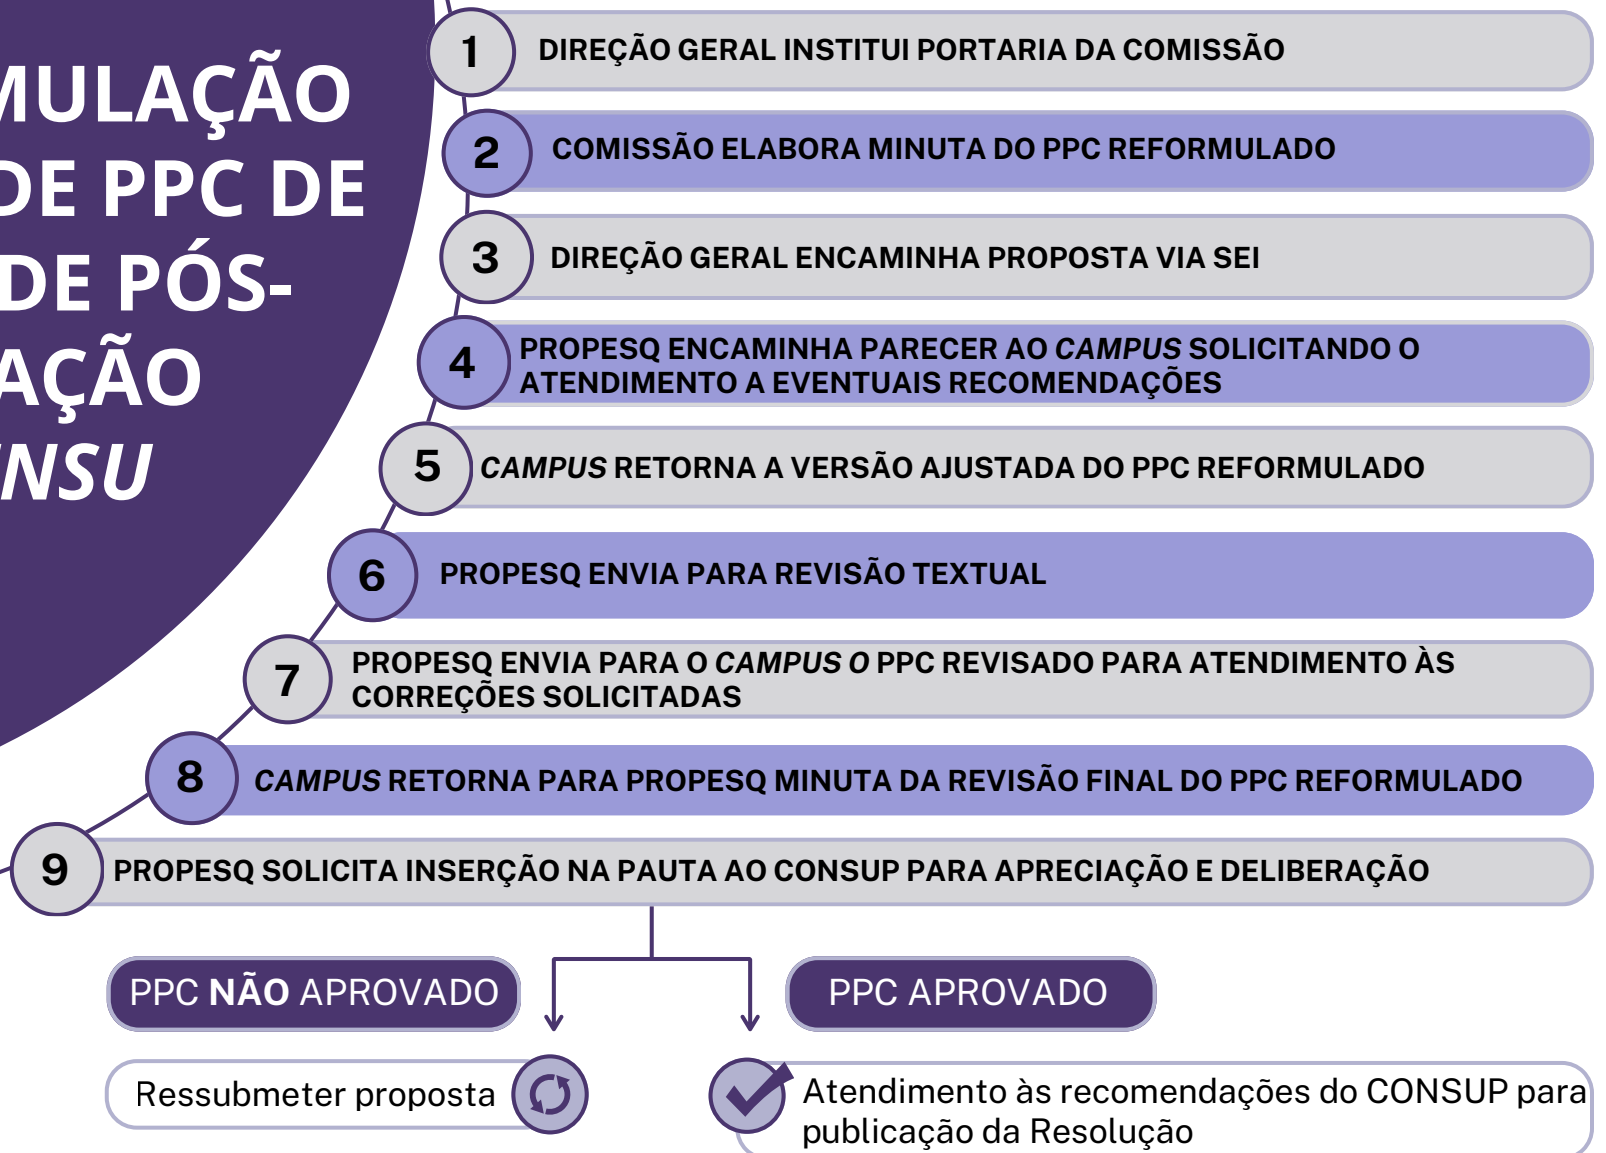 MULAÇÃO
DE PPC DE
DE PÓS-
AÇÃO
NSU
1
DIREÇÃO GERAL INSTITUI PORTARIA DA COMISSÃO
2
COMISSÃO ELABORA MINUTA DO PPC REFORMULADO
3
DIREÇÃO GERAL ENCAMINHA PROPOSTA VIA SEI
4
PROPESQ ENCAMINHA PARECER AO CAMPUS SOLICITANDO O
ATENDIMENTO A EVENTUAIS RECOMENDAÇÕES
5
CAMPUS RETORNA A VERSÃO AJUSTADA DO PPC REFORMULADO
6
PROPESQ ENVIA PARA REVISÃO TEXTUAL
7
PROPESQ ENVIA PARA O CAMPUS O PPC REVISADO PARA ATENDIMENTO ÀS
CORREÇÕES SOLICITADAS
8
CAMPUS RETORNA PARA PROPESQ MINUTA DA REVISÃO FINAL DO PPC REFORMULADO
9
PROPESQ SOLICITA INSERÇÃO NA PAUTA AO CONSUP PARA APRECIAÇÃO E DELIBERAÇÃO
PPC NÃO APROVADO
Ressubmeter proposta
PPC APROVADO
Atendimento às recomendações do CONSUP para
publicação da Resolução